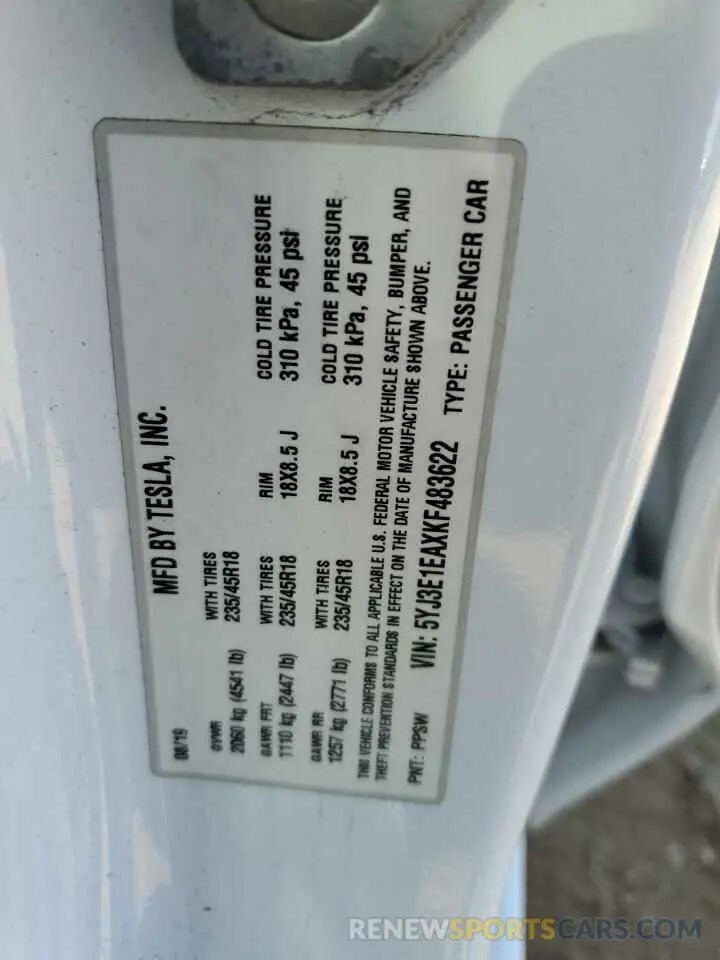 MFD BY TESLA, INC.
08/19
GVWR WITH TIRES
2060 kg (4541 lb) 235/45R18
GAWR FRT WITH TIRES RIM COLD TIRE PRESSURE
1110 kg (2447 lb) 235/45R18 18X8.5 J 310 kPa, 45 psi
GAWR RR WITH TIRES RIM COLD TIRE PRESSURE
1257 kg (2771 lb) 235/45R18 18X8.5 J 310 kPa, 45 psi
THIS VEHICLE CONFORMS TO ALL APPLICABLE U.S. FEDERAL MOTOR VEHICLE SAFETY, BUMPER, AND
THEFT PREVENTION STANDARDS IN EFFECT ON THE DATE OF MANUFACTURE SHOWN ABOVE.
PNT: PPSW VIN: 5YJ3E1EAXKF483622 TYPE: PASSENGER CAR
RENEWSPORTSCARS.COM